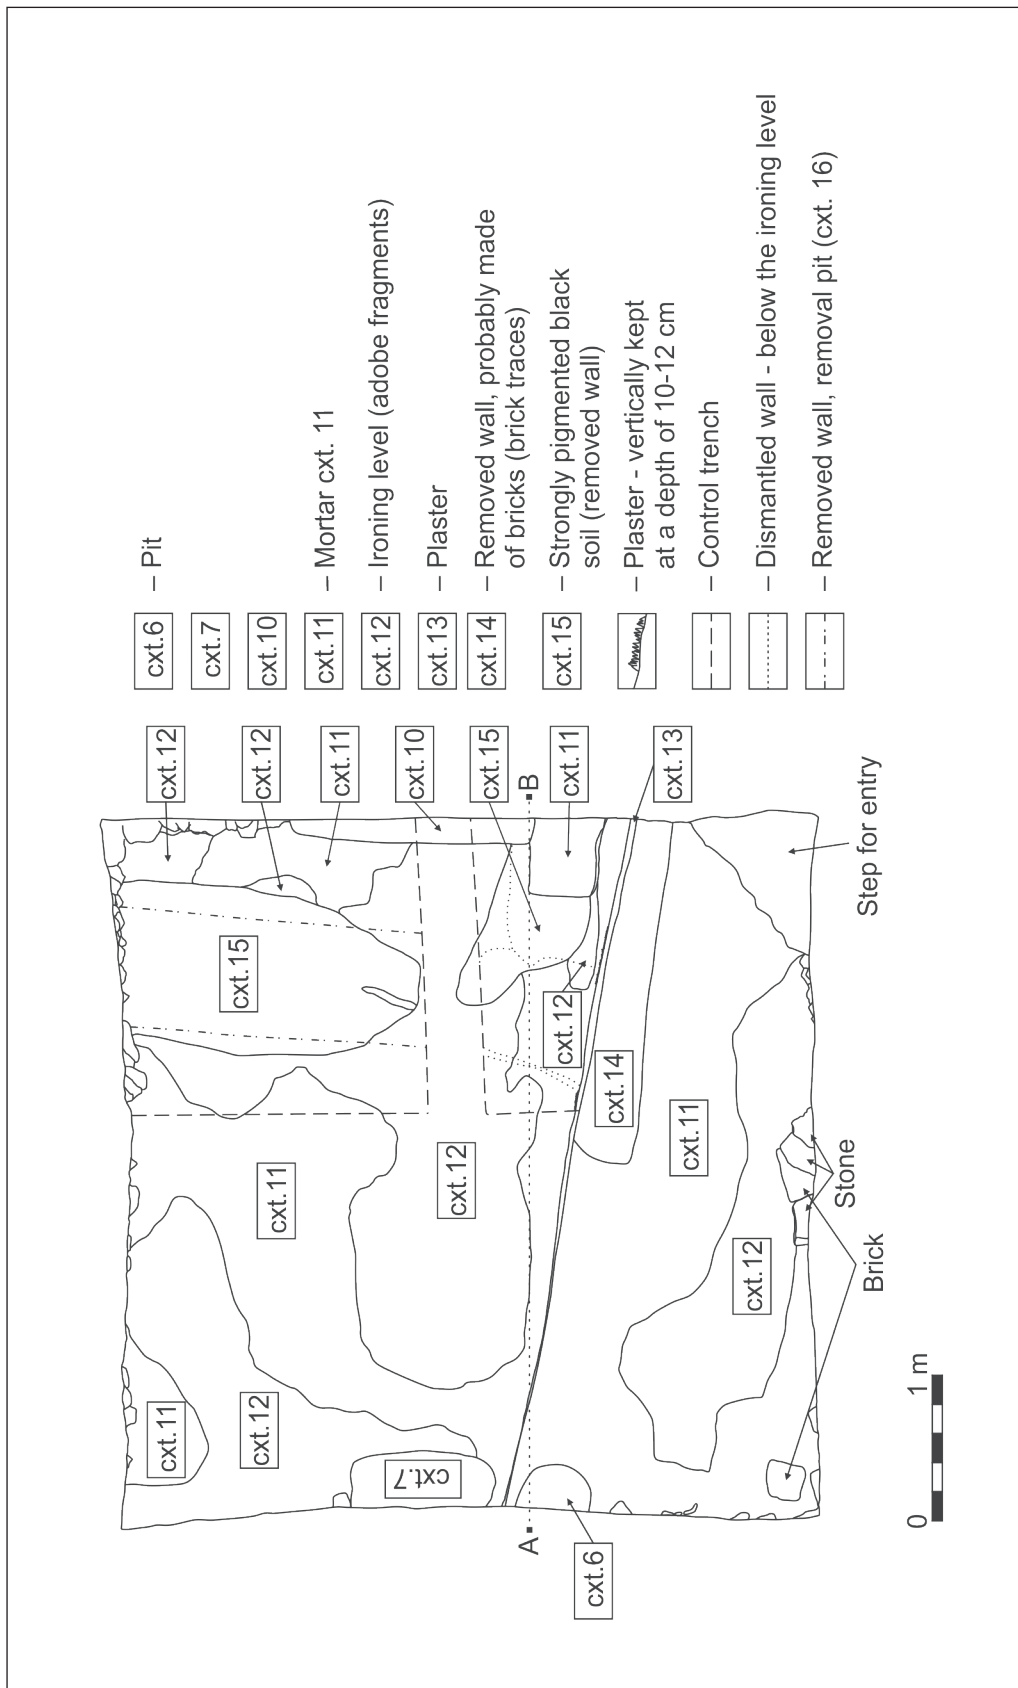 cxt.6 – Pit
cxt.7
cxt.10
cxt.11 – Mortar cxt. 11
cxt.12 – Ironing level (adobe fragments)
cxt.13 – Plaster
cxt.14 – Removed wall, probably made
of bricks (brick traces)
cxt.15 – Strongly pigmented black
soil (removed wall)
– Plaster - vertically kept
at a depth of 10-12 cm
– Control trench
– Dismantled wall - below the ironing level
– Removed wall, removal pit (cxt. 16)
cxt.12
cxt.12
cxt.11
cxt.10
cxt.15
B
cxt.11
cxt.13
Step for entry
cxt.15
cxt.12
cxt.14
cxt.11
cxt.12
cxt.11
Stone
cxt.12
Brick
cxt.11
cxt.12
cxt.7
A
cxt.6
0
1 m